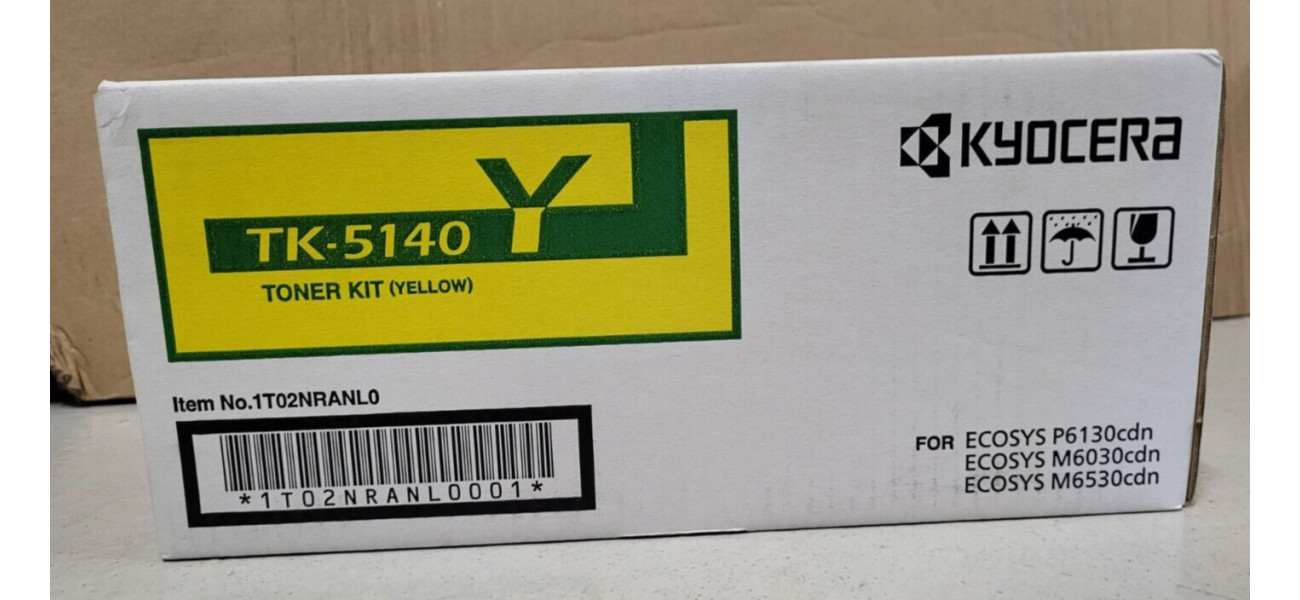 KYOCERA
TK-5140 Y
TONER KIT (YELLOW)
Item No.1T02NRANL0
*1T02NRANL0001*
FOR ECOSYS P6130cdn
ECOSYS M6030cdn
ECOSYS M6530cdn